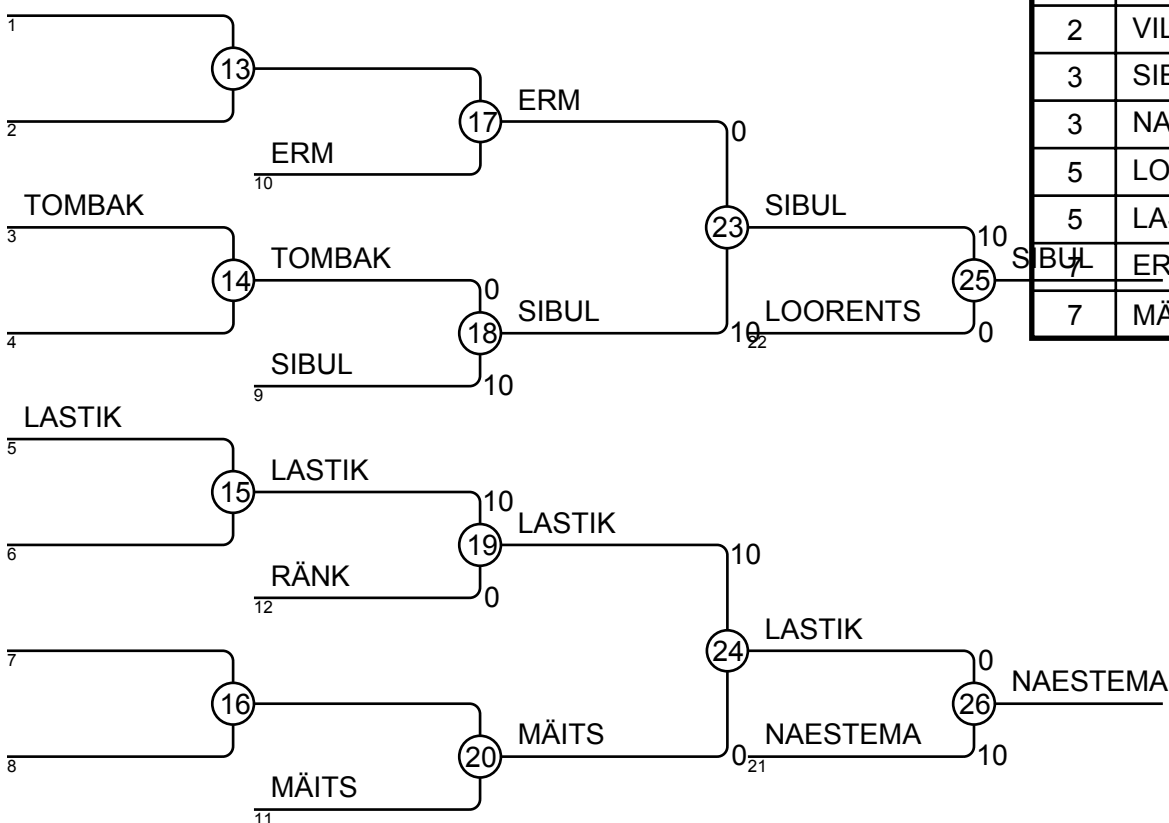 1
13
2
ERM
10
17
ERM
0
TOMBAK
3
14
4
TOMBAK
0
SIBUL
9
18
10
SIBUL
10
23
SIBUL
10
LOORENTS
22
0
25
SIBUL
LASTIK
5
15
6
LASTIK
10
RÄNK
12
19
0
LASTIK
10
7
16
8
MÄITS
11
20
MÄITS
0
24
LASTIK
0
NAESTEMA
21
10
26
NAESTEMA
2
3
3
5
5
7
7